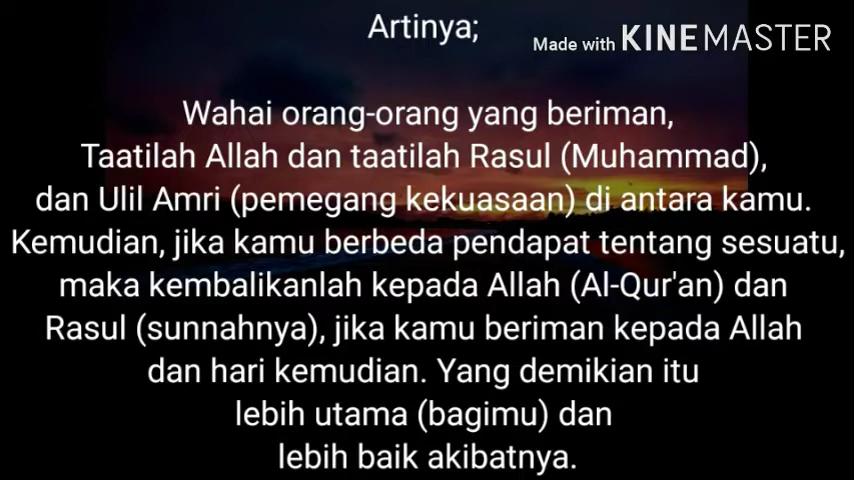 Artinya;
Made with KINEMASTER
Wahai orang-orang yang beriman,
Taatilah Allah dan taatilah Rasul (Muhammad),
dan Ulil Amri (pemegang kekuasaan) di antara kamu.
Kemudian, jika kamu berbeda pendapat tentang sesuatu,
maka kembalikanlah kepada Allah (Al-Qur'an) dan
Rasul (sunnahnya), jika kamu beriman kepada Allah
dan hari kemudian. Yang demikian itu
lebih utama (bagimu) dan
lebih baik akibatnya.